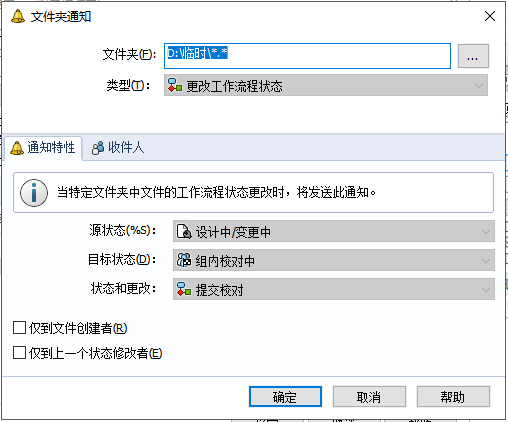 文件夹通知
文件夹(F):
D:\临时\*.*
...
类型(T):
更改工作流程状态
通知特性
收件人
当特定文件夹中文件的工作流程状态更改时，将发送此通知。
源状态(%S):
设计中/变更中
目标状态(D):
组内校对中
状态和更改:
提交校对
仅到文件创建者(R)
仅到上一个状态修改者(E)
确定
取消
帮助